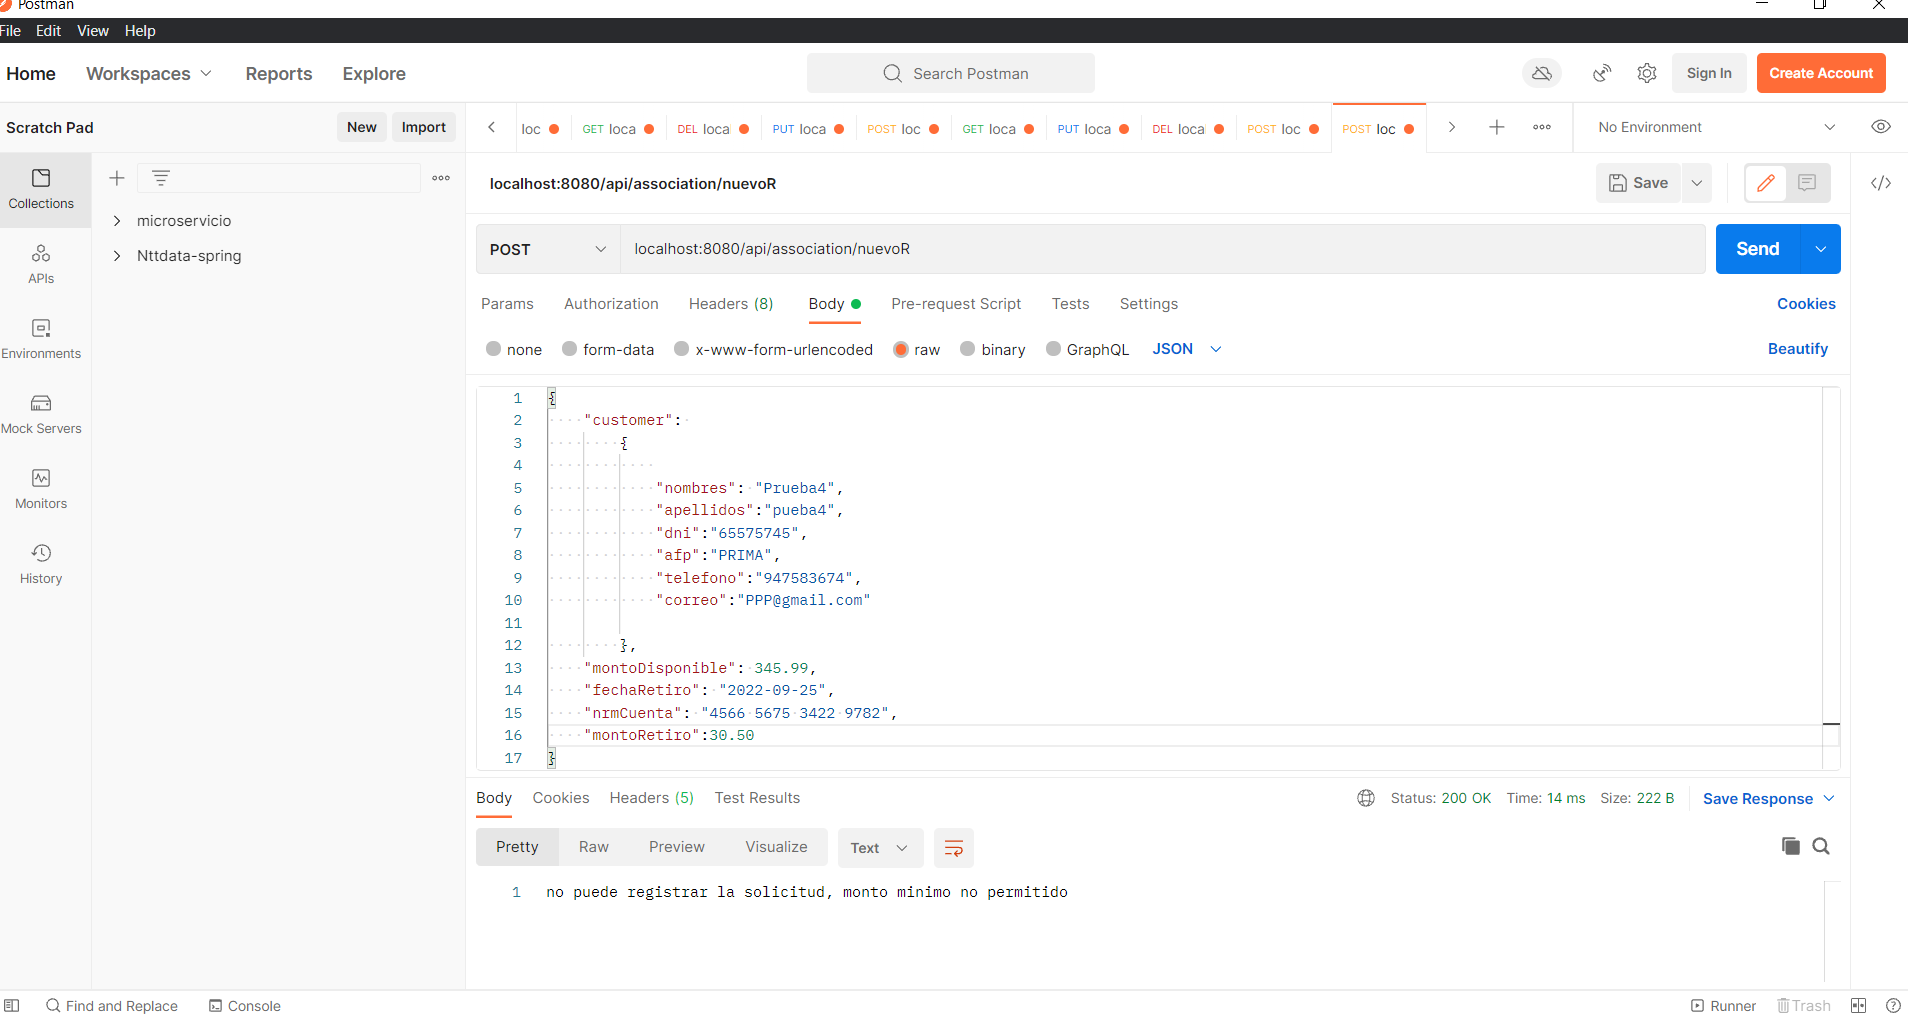 Postman
File Edit View Help
Home Workspaces Reports Explore Search Postman Sign In Create Account
Scratch Pad New Import loc GET loca DEL loca PUT loca POST loc GET loca PUT loca DEL loca POST loc POST loc No Environment
Collections
APIs
Environments
Mock Servers
Monitors
History
microservicio
Nttdata-spring
localhost:8080/api/association/nuevoR Save
POST localhost:8080/api/association/nuevoR Send
Params Authorization Headers (8) Body Pre-request Script Tests Settings Cookies
none form-data x-www-form-urlencoded raw binary GraphQL JSON Beautify
1 {
2 "customer":
3 {
4
5 "nombres": "Prueba4",
6 "apellidos":"pueba4",
7 "dni":"65575745",
8 "afp":"PRIMA",
9 "telefono":"947583674",
10 "correo":"PPP@gmail.com"
11
12 },
13 "montoDisponible": 345.99,
14 "fechaRetiro": "2022-09-25",
15 "nrmCuenta": "4566 5675 3422 9782",
16 "montoRetiro":30.50
17 }
Body Cookies Headers (5) Test Results Status: 200 OK Time: 14 ms Size: 222 B Save Response
Pretty Raw Preview Visualize Text
1 no puede registrar la solicitud, monto minimo no permitido
Find and Replace Console Runner Trash